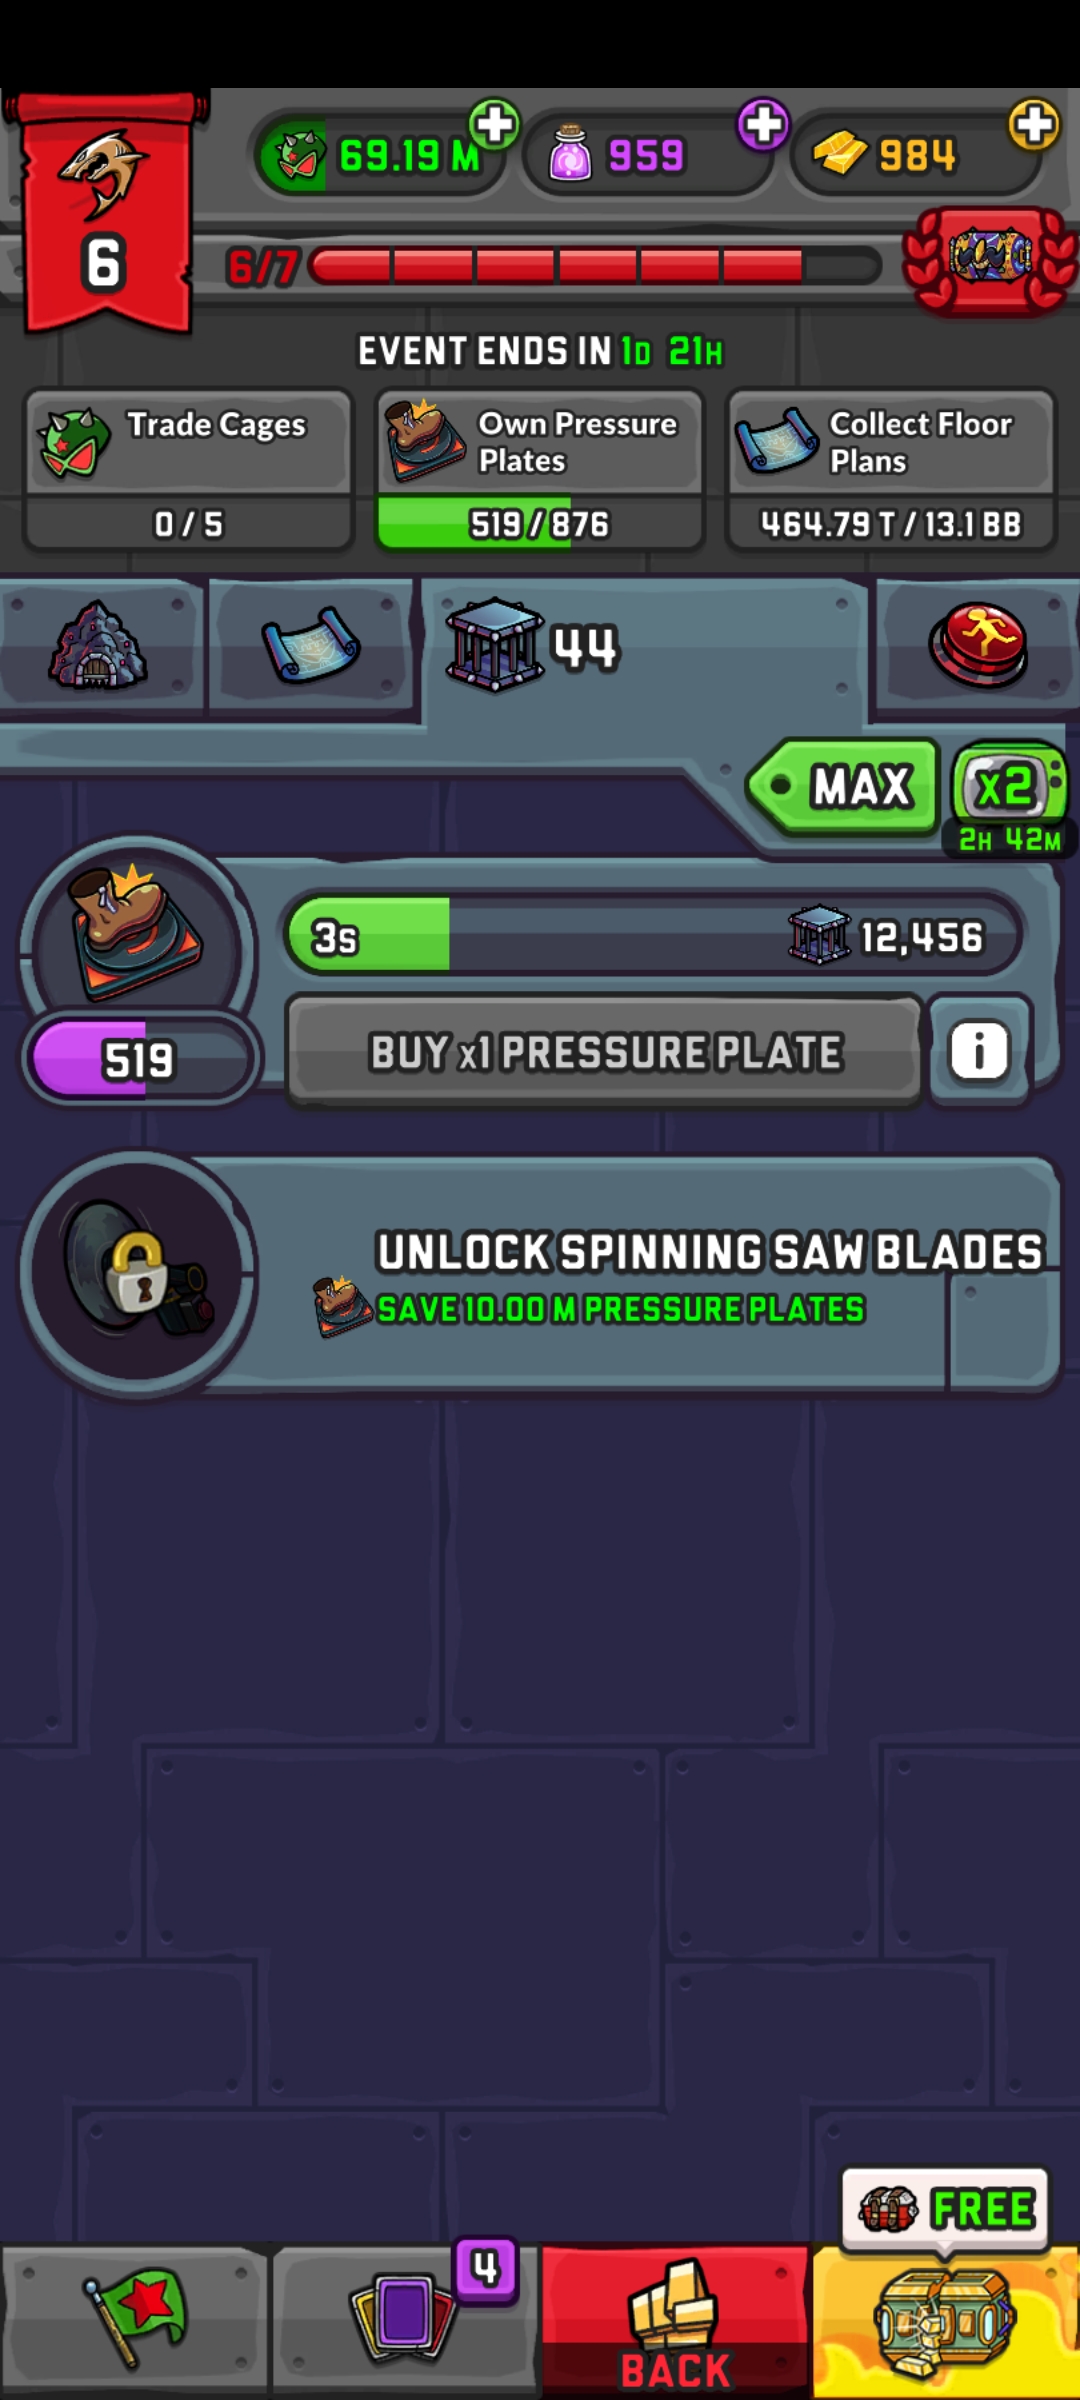 69.19 M
959
984
6
6/7
EVENT ENDS IN 1D 21H
Trade Cages
0 / 5
Own Pressure
Plates
519 / 876
Collect Floor
Plans
464.79 T / 13.1 BB
44
MAX
x2
2H 42M
3s
12,456
519
BUY x1 PRESSURE PLATE
i
UNLOCK SPINNING SAW BLADES
SAVE 10.00 M PRESSURE PLATES
FREE
4
BACK